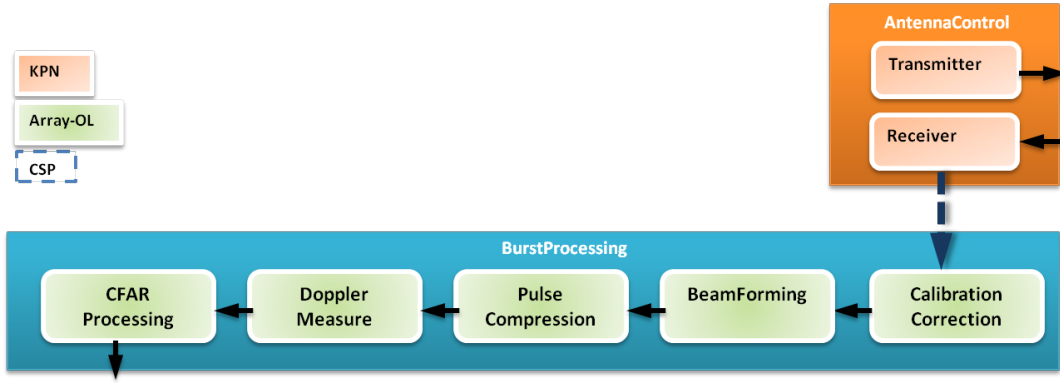 AntennaControl
Transmitter
Receiver
KPN
Array-OL
CSP
BurstProcessing
CFAR
Processing
Doppler
Measure
Pulse
Compression
BeamForming
Calibration
Correction